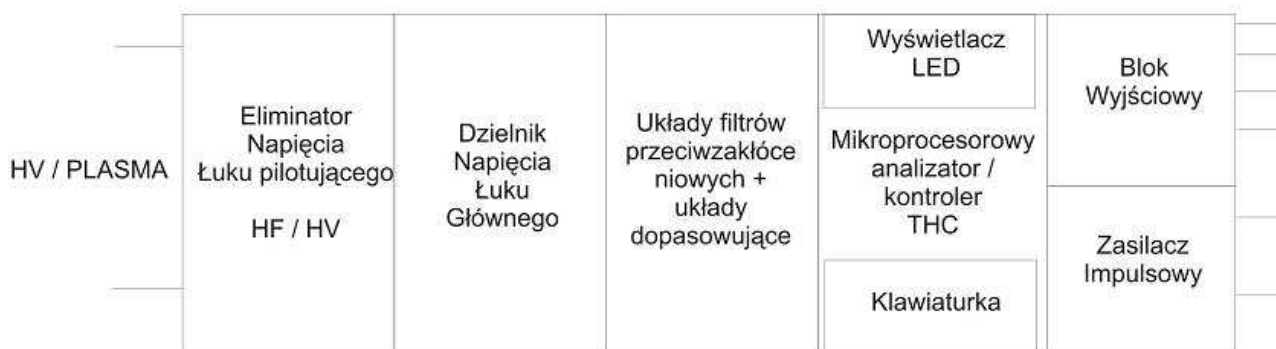 HV / PLASMA
Eliminator
Napięcia
Łuku pilotującego
HF / HV
Dzielnik
Napięcia
Łuku
Głównego
Układy filtrów
przeciwzakłóce
niowych +
układy
dopasowujące
Wyświetlacz
LED
Mikroprocesorowy
analizator /
kontroler
THC
Klawiaturka
Blok
Wyjściowy
Zasilacz
Impulsowy